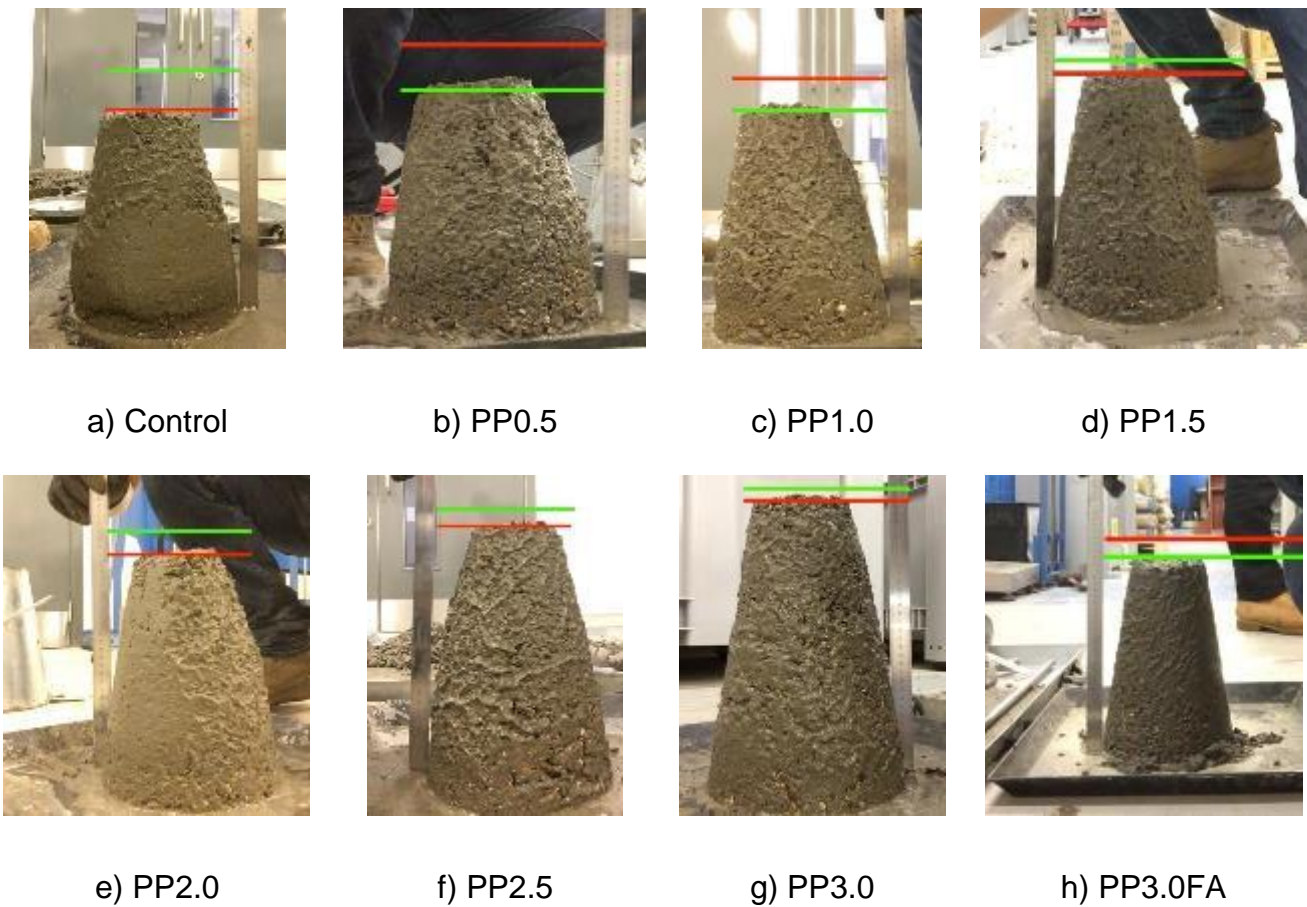 a) Control
b) PP0.5
c) PP1.0
d) PP1.5
e) PP2.0
f) PP2.5
g) PP3.0
h) PP3.0FA